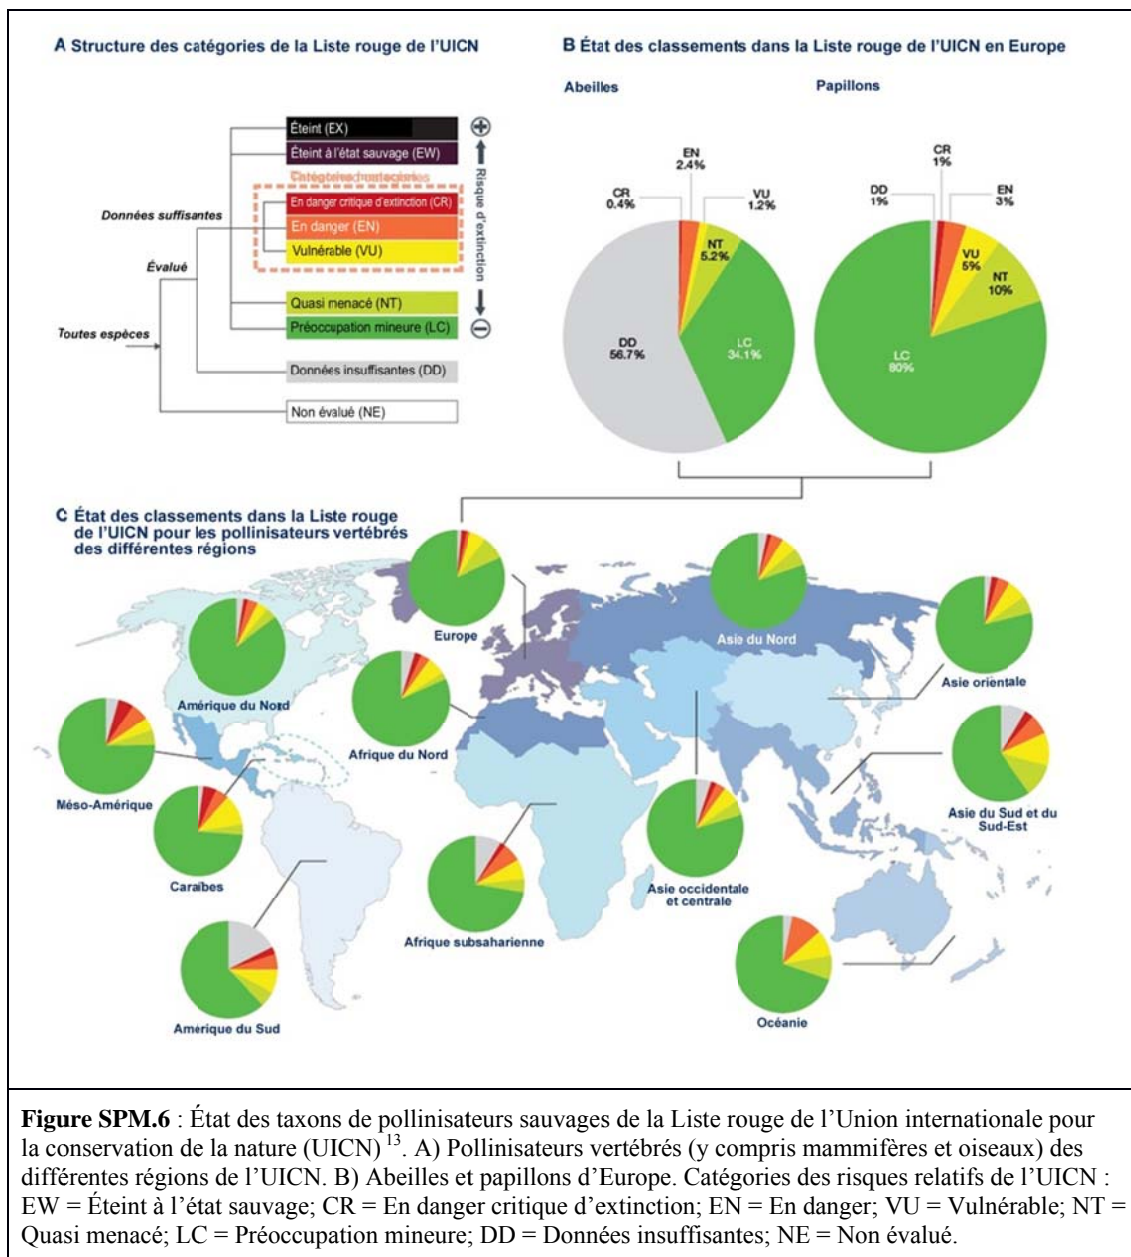 A Structure des catégories de la Liste rouge de l'UICN
Éteint (EX)
Éteint à l'état sauvage (EW)
En danger critique d'extinction (CR)
En danger (EN)
Vulnérable (VU)
Quasi menacé (NT)
Préoccupation mineure (LC)
Données insuffisantes (DD)
Non évalué (NE)
Données suffisantes
Évalué
Toutes espèces
Risque d'extinction
B État des classements dans la Liste rouge de l'UICN en Europe
Abeilles
CR
0.4%
EN
2.4%
VU
1.2%
NT
5.2%
LC
34.1%
DD
56.7%
Papillons
DD
1%
CR
1%
EN
3%
VU
5%
NT
10%
LC
80%
C État des classements dans la Liste rouge
de l'UICN pour les pollinisateurs vertébrés
des différentes régions
Europe
Asie du Nord
Asie orientale
Amérique du Nord
Afrique du Nord
Méso-Amérique
Asie du Sud et du
Sud-Est
Caraïbes
Asie occidentale
et centrale
Afrique subsaharienne
Amérique du Sud
Océanie
Figure SPM.6 : État des taxons de pollinisateurs sauvages de la Liste rouge de l'Union internationale pour
la conservation de la nature (UICN) 13. A) Pollinisateurs vertébrés (y compris mammifères et oiseaux) des
différentes régions de l'UICN. B) Abeilles et papillons d'Europe. Catégories des risques relatifs de l'UICN :
EW = Éteint à l'état sauvage; CR = En danger critique d'extinction; EN = En danger; VU = Vulnérable; NT =
Quasi menacé; LC = Préoccupation mineure; DD = Données insuffisantes; NE = Non évalué.